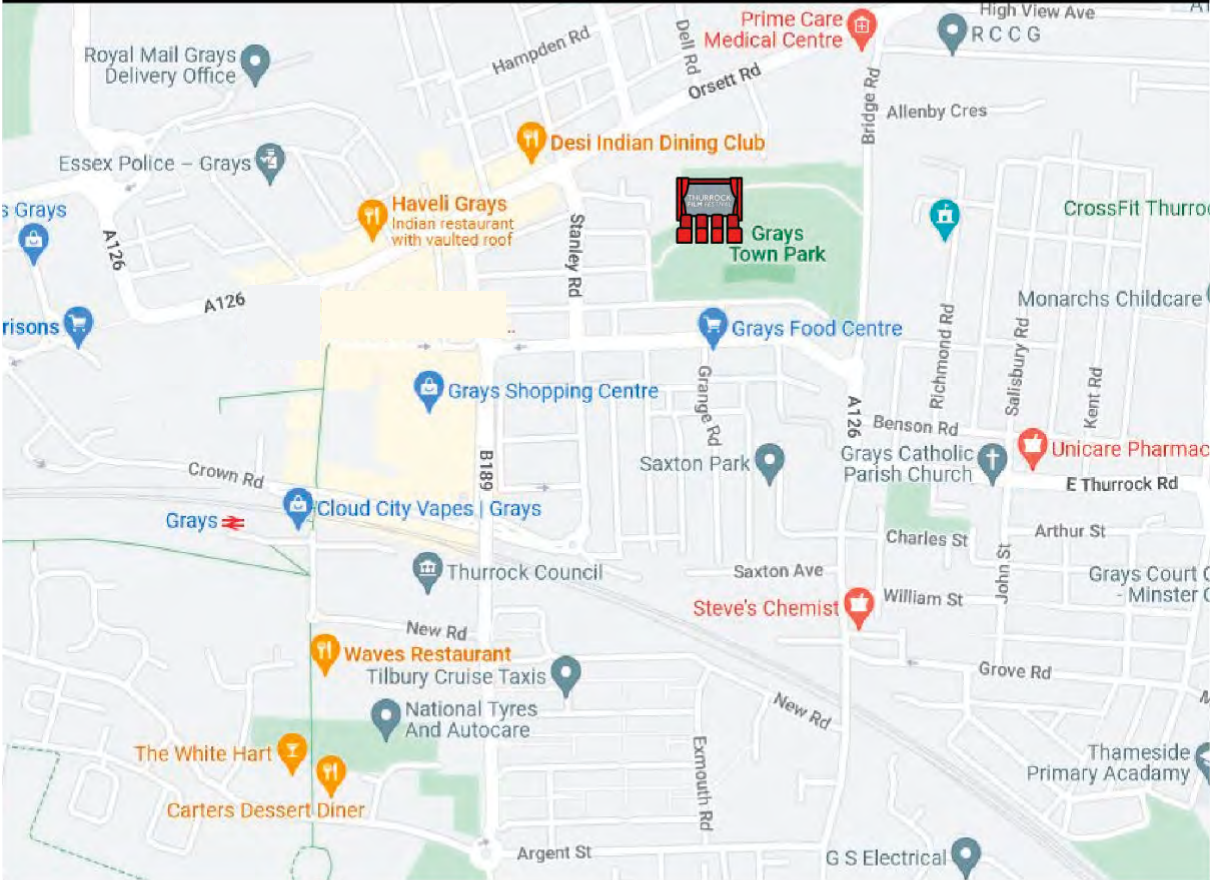 High View Ave
Prime Care
Medical Centre
R C C G
Royal Mail Grays
Delivery Office
Hampden Rd
Dell Rd
Orsett Rd
Bridge Rd
Allenby Cres
Desi Indian Dining Club
Essex Police – Grays
THURROCK
FILM FESTIVAL
s Grays
Haveli Grays
Indian restaurant
with vaulted roof
CrossFit Thurro
A126
Stanley Rd
Grays
Town Park
A126
Monarchs Childcare
risons
Grays Food Centre
Richmond Rd
Salisbury Rd
Kent Rd
Grays Shopping Centre
Grange Rd
A126
Benson Rd
Unicare Pharmac
Grays Catholic
Parish Church
Saxton Park
B189
Crown Rd
E Thurrock Rd
Cloud City Vapes | Grays
Grays
Arthur St
Charles St
Thurrock Council
Saxton Ave
John St
Grays Court C
- Minster C
William St
Steve's Chemist
New Rd
Waves Restaurant
Tilbury Cruise Taxis
Grove Rd
National Tyres
And Autocare
New Rd
The White Hart
Exmouth Rd
Thameside
Primary Acadamy
Carters Dessert Diner
Argent St
G S Electrical